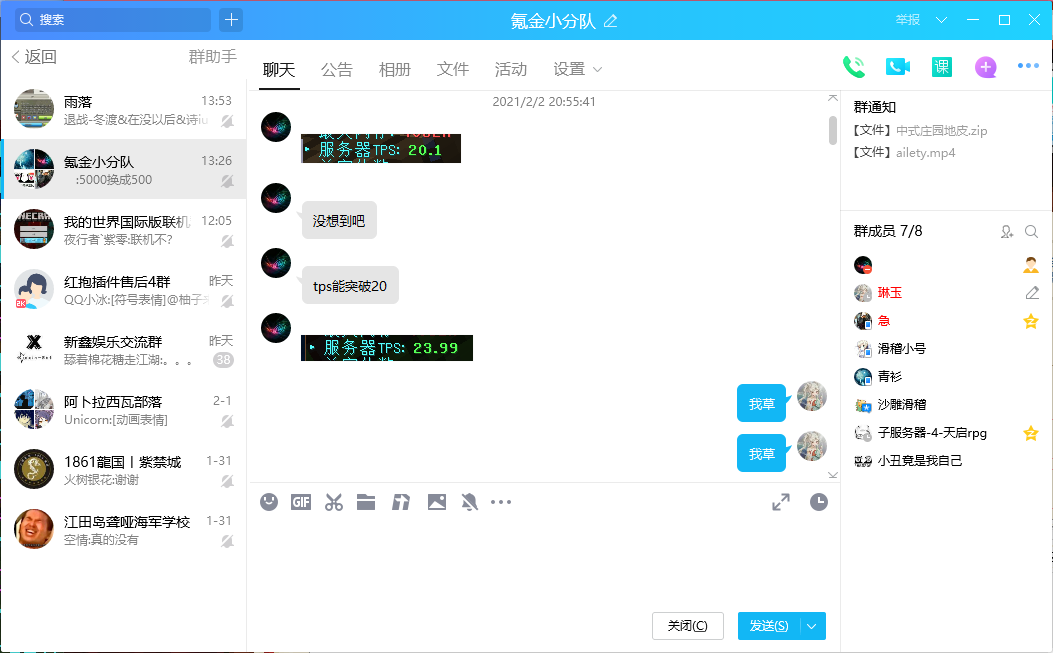 搜索
氪金小分队
举报
返回
群助手
雨落
13:53
退战-冬渡&在没以后&诗iu
氪金小分队
13:26
:5000换成500
我的世界国际版联机
12:05
夜行者`紫零:联机不?
红抱插件售后4群
昨天
QQ小冰:[符号表情]@柚子
2K
新鑫娱乐交流群
昨天
舔着棉花糖走江湖:。。。
38
阿卜拉西瓦部落
2-1
Unicorn:[动画表情]
1861龍国丨紫禁城
1-31
火树银花:谢谢
江田岛聋哑海军学校
1-31
空情:真的没有
聊天
公告
相册
文件
活动
设置
课
2021/2/2 20:55:41
服务器TPS: 20.1
没想到吧
tps能突破20
服务器TPS: 23.99
我草
我草
GIF
关闭(C)
发送(S)
群通知
【文件】中式庄园地皮.zip
【文件】ailety.mp4
群成员 7/8
琳玉
急
滑稽小号
青衫
沙雕滑稽
子服务器-4-天启rpg
小丑竟是我自己